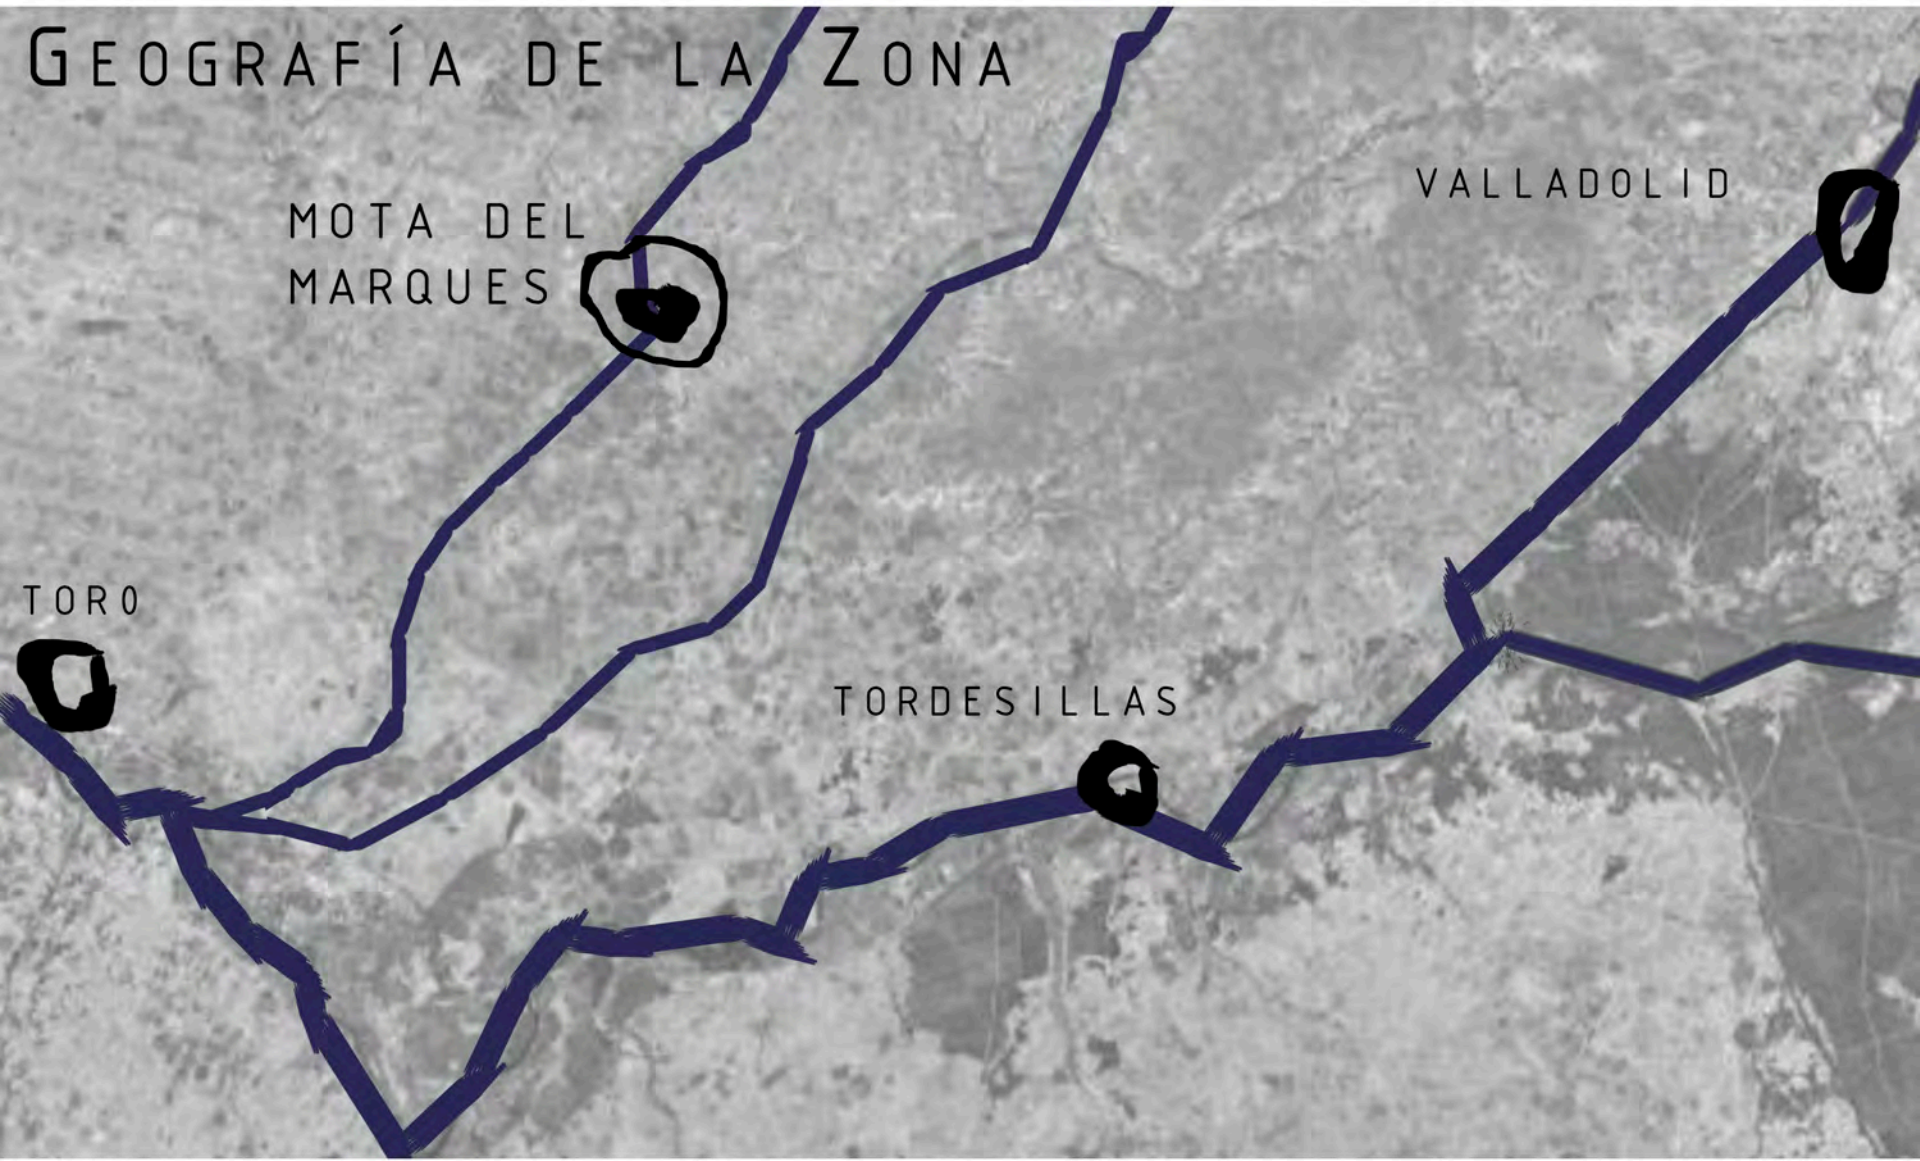 GEOGRAFÍA DE LA ZONA
VALLADOLID
MOTA DEL
MARQUES
TORO
TORDESILLAS